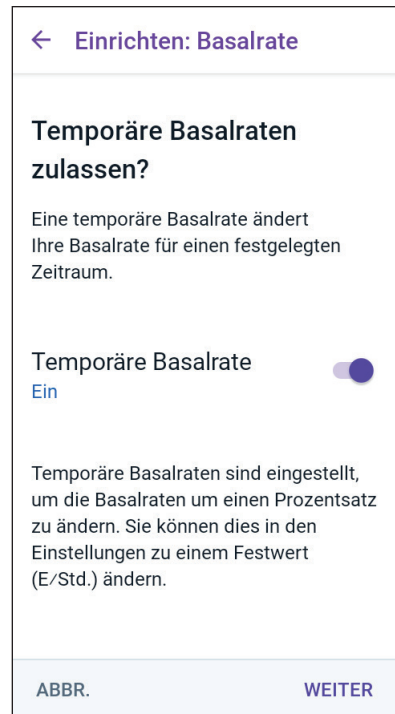 Einrichten: Basalrate
Temporäre Basalraten
zulassen?
Eine temporäre Basalrate ändert
Ihre Basalrate für einen festgelegten
Zeitraum.
Temporäre Basalrate
Ein
Temporäre Basalraten sind eingestellt,
um die Basalraten um einen Prozentsatz
zu ändern. Sie können dies in den
Einstellungen zu einem Festwert
(E/Std.) ändern.
ABBR. WEITER